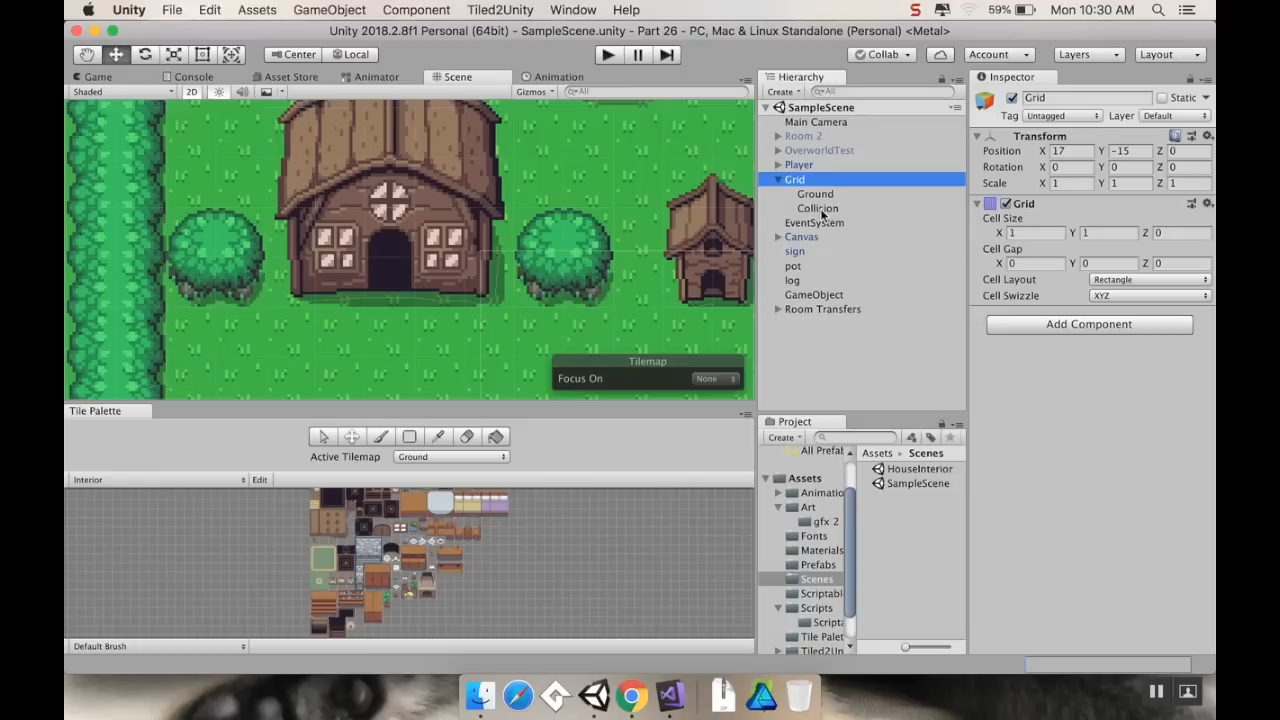 Unity File Edit Assets GameObject Component Tiled2Unity Window Help 59% Mon 10:30 AM
Unity 2018.2.8f1 Personal (64bit) - SampleScene.unity - Part 26 - PC, Mac & Linux Standalone (Personal) <Metal>
Center Local Collab Account Layers Layout
Game Console Asset Store Animator Scene Animation
Shaded 2D Gizmos All
Tilemap
Focus On None
Tile Palette
Active Tilemap Ground
Interior Edit
Default Brush
Hierarchy
Create All
SampleScene
Main Camera
Room 2
OverworldTest
Player
Grid
Ground
Collision
EventSystem
Canvas
sign
pot
log
GameObject
Room Transfers
Project
Create
All Prefab
Assets
Animatio
Art
gfx 2
Fonts
Materials
Prefabs
Scenes
Scriptabl
Scripts
Scripta
Tile Palet
Tiled2Uni
Assets Scenes
HouseInterior
SampleScene
Inspector
Grid Static
Tag Untagged Layer Default
Transform
Position X 17 Y -15 Z 0
Rotation X 0 Y 0 Z 0
Scale X 1 Y 1 Z 1
Grid
Cell Size
X 1 Y 1 Z 0
Cell Gap
X 0 Y 0 Z 0
Cell Layout Rectangle
Cell Swizzle XYZ
Add Component